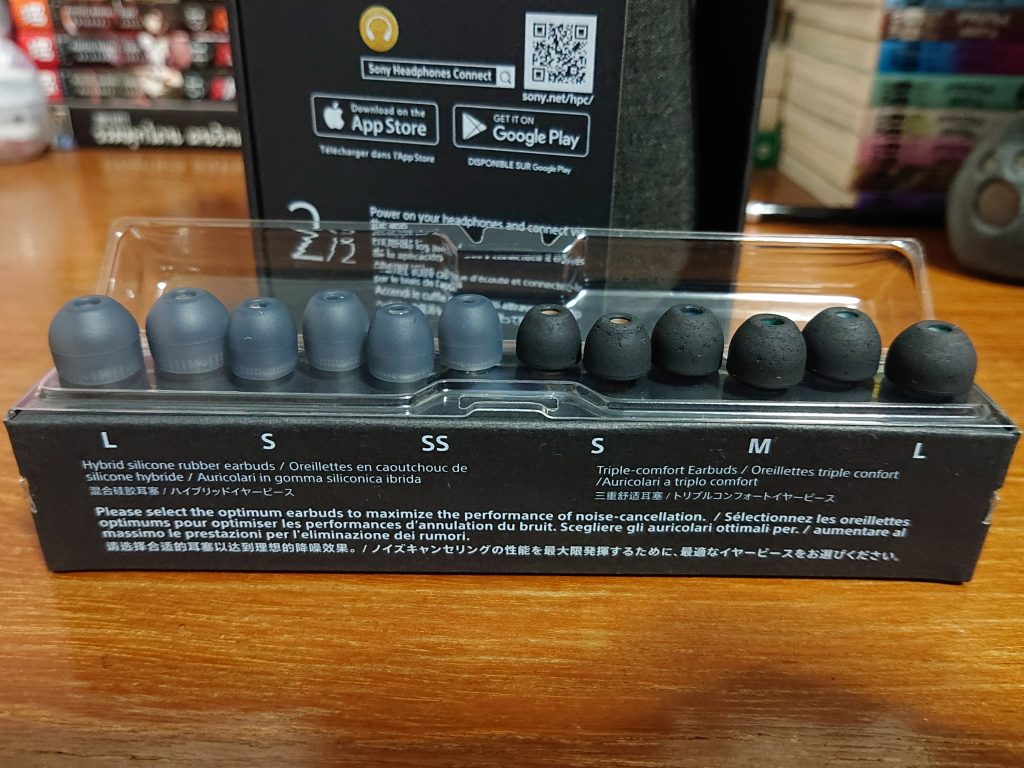 Sony Headphones Connect
sony.net/hpc/
Download on the
App Store
GET IT ON
Google Play
Télécharger dans l'App Store
DISPONIBLE SUR Google Play
2
Power on your headphones and connect
L S SS S M L
Hybrid silicone rubber earbuds / Oreillettes en caoutchouc de
silicone hybride / Auricolari in gomma siliconica ibrida
混合硅胶耳塞 / ハイブリッドイヤーピース
Triple-comfort Earbuds / Oreillettes triple confort
/Auricolari a triplo comfort
三重舒适耳塞 / トリプルコンフォートイヤーピース
Please select the optimum earbuds to maximize the performance of noise-cancellation. / Sélectionnez les oreillettes
optimums pour optimiser les performances d'annulation du bruit. Scegliere gli auricolari ottimali per. / aumentare al
massimo le prestazioni per l'eliminazione dei rumori.
请选择合适的耳塞以达到理想的降噪效果。/ ノイズキャンセリングの性能を最大限発揮するために、最適なイヤーピースをお選びください。